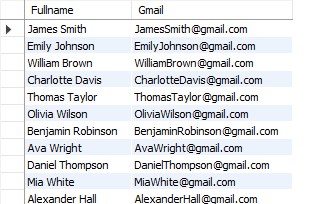 Fullname Gmail
James Smith JamesSmith@gmail.com
Emily Johnson EmilyJohnson@gmail.com
William Brown WilliamBrown@gmail.com
Charlotte Davis CharlotteDavis@gmail.com
Thomas Taylor ThomasTaylor@gmail.com
Olivia Wilson OliviaWilson@gmail.com
Benjamin Robinson BenjaminRobinson@gmail.com
Ava Wright AvaWright@gmail.com
Daniel Thompson DanielThompson@gmail.com
Mia White MiaWhite@gmail.com
Alexander Hall AlexanderHall@gmail.com